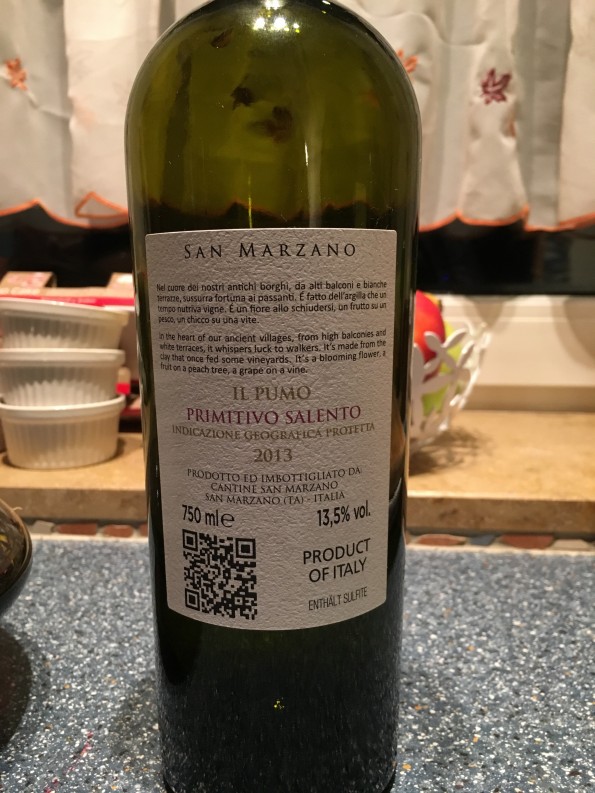 SAN MARZANO
Nel cuore dei nostri antichi borghi, da alti balconi e bianche
terrazze, sussurra fortuna ai passanti. È fatto dell'argilla che un
tempo nutriva vigne. È un fiore allo schiudersi, un frutto su un
pesco, un chicco su una vite.
In the heart of our ancient villages, from high balconies and
white terraces, it whispers luck to walkers. It's made from the
clay that once fed some vineyards. It's a blooming flower, a
fruit on a peach tree, a grape on a vine.
IL PUMO
PRIMITIVO SALENTO
INDICAZIONE GEOGRAFICA PROTETTA
2013
PRODOTTO ED IMBOTTIGLIATO DA:
CANTINE SAN MARZANO
SAN MARZANO (TA) - ITALIA
750 ml e 13,5% vol.
PRODUCT
OF ITALY
ENTHÄLT SULFITE